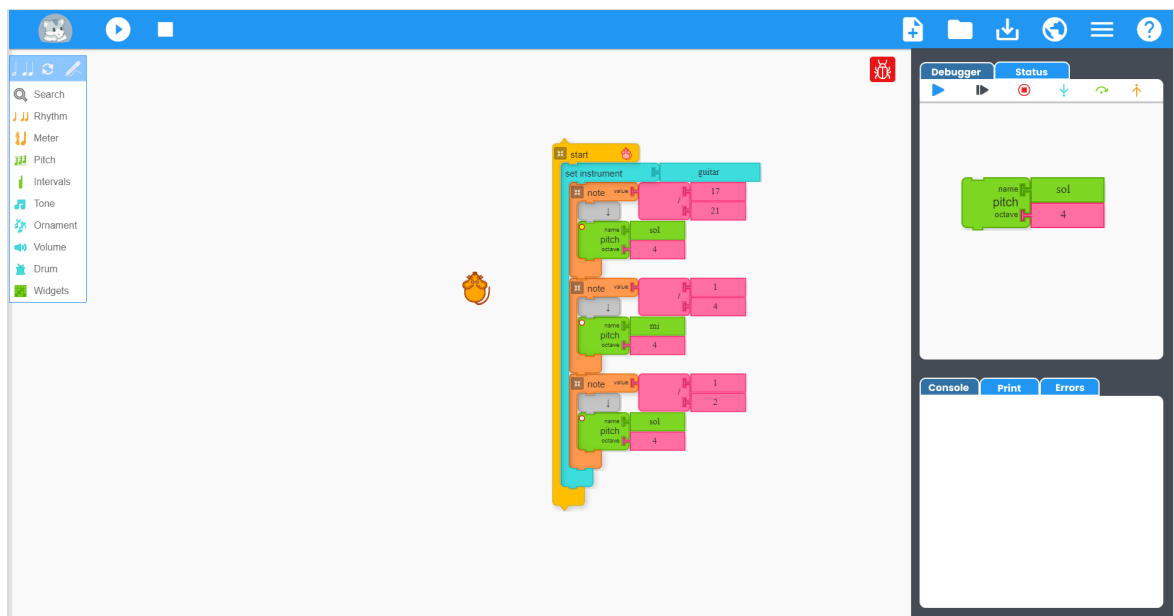 Search
Rhythm
Meter
Pitch
Intervals
Tone
Ornament
Volume
Drum
Widgets
start
set instrument guitar
note value 17
/
21
name sol
pitch
octave 4
note value 1
/
4
name mi
pitch
octave 4
note value 1
/
2
name sol
pitch
octave 4
Debugger Status
name sol
pitch
octave 4
Console Print Errors